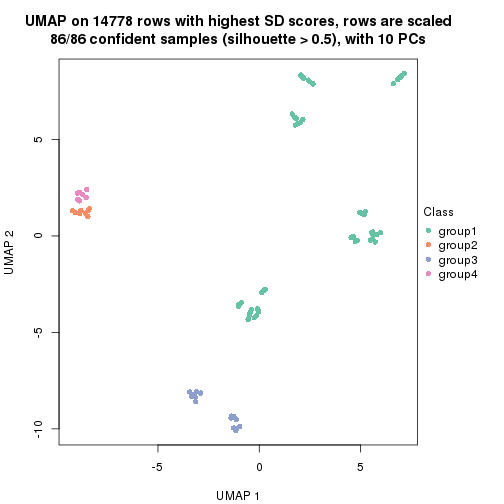 UMAP on 14778 rows with highest SD scores, rows are scaled
86/86 confident samples (silhouette > 0.5), with 10 PCs
5
0
-5
-10
UMAP 2
-5
0
5
UMAP 1
Class
group1
group2
group3
group4